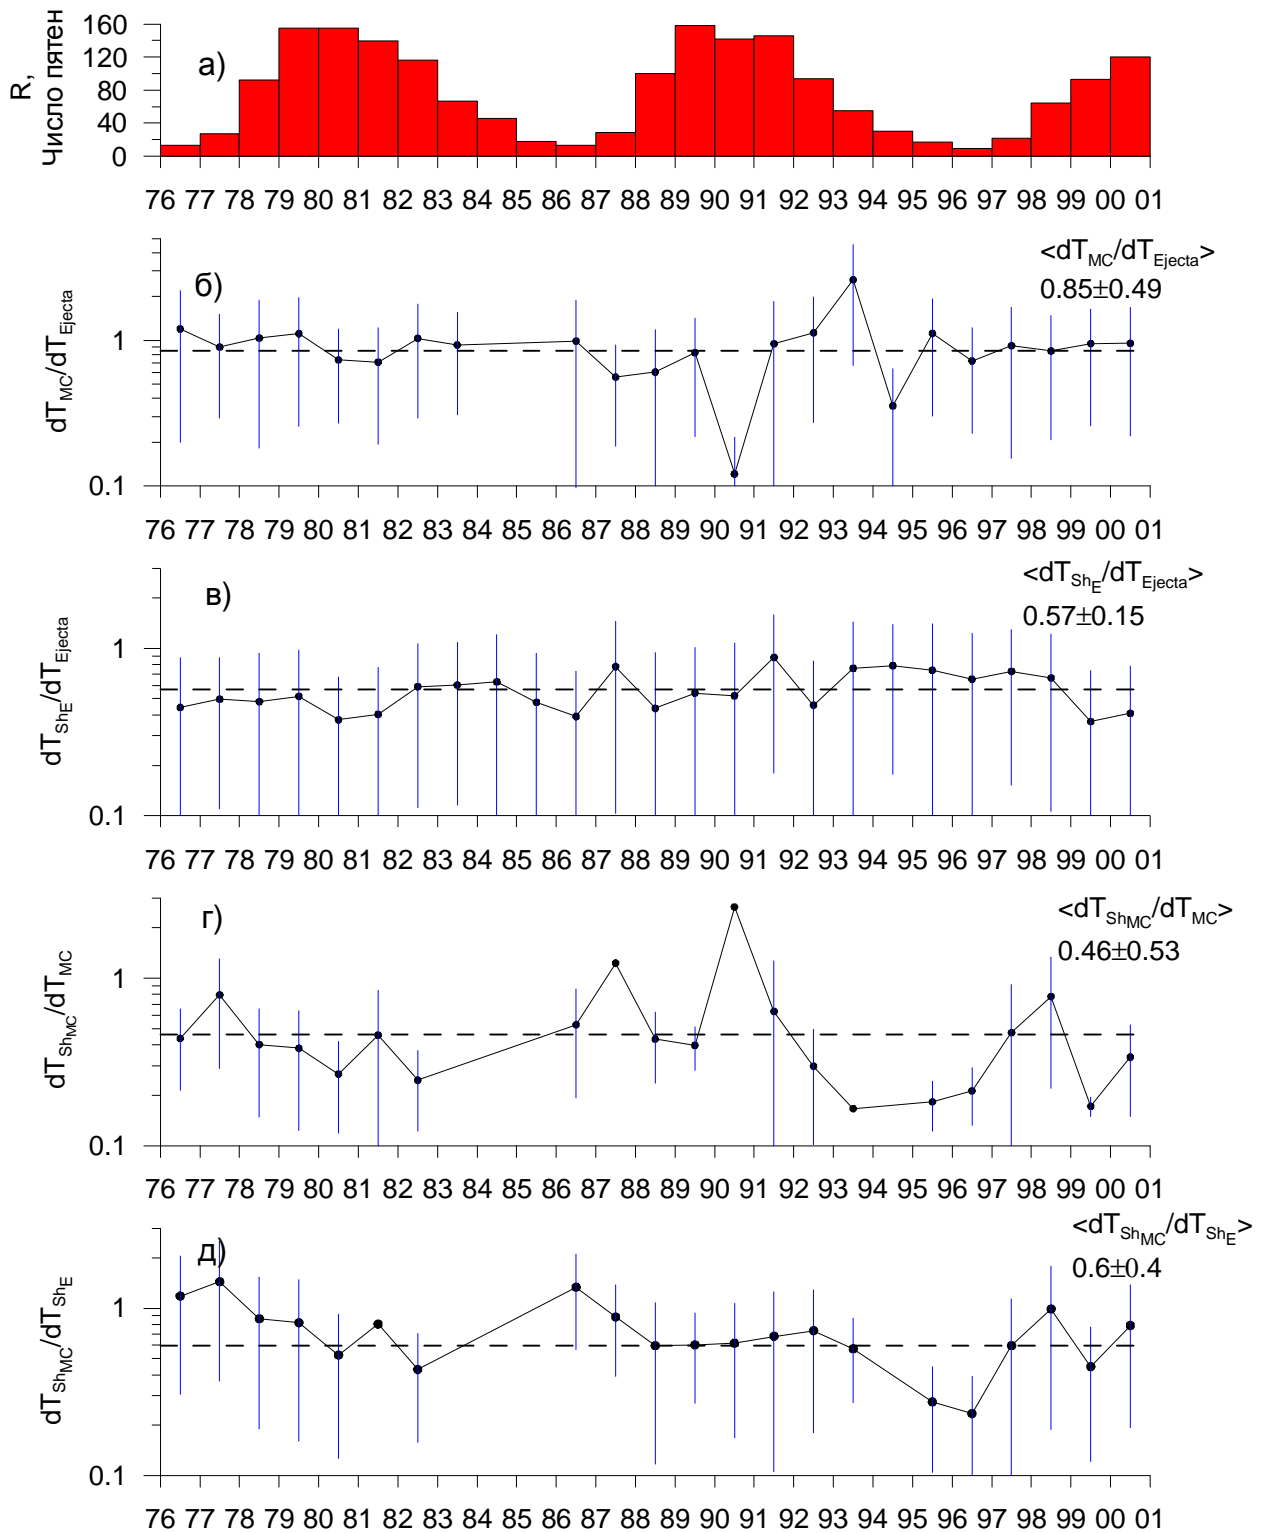 R,
Число пятен
160
120
80
40
0
а)
76 77 78 79 80 81 82 83 84 85 86 87 88 89 90 91 92 93 94 95 96 97 98 99 00 01
dT_MC/dT_Ejecta
1
0.1
б)
<dT_MC/dT_Ejecta>
0.85±0.49
76 77 78 79 80 81 82 83 84 85 86 87 88 89 90 91 92 93 94 95 96 97 98 99 00 01
dT_Sh_E/dT_Ejecta
1
0.1
в)
<dT_Sh_E/dT_Ejecta>
0.57±0.15
76 77 78 79 80 81 82 83 84 85 86 87 88 89 90 91 92 93 94 95 96 97 98 99 00 01
dT_Sh_MC/dT_MC
1
0.1
г)
<dT_Sh_MC/dT_MC>
0.46±0.53
76 77 78 79 80 81 82 83 84 85 86 87 88 89 90 91 92 93 94 95 96 97 98 99 00 01
dT_Sh_MC/dT_Sh_E
1
0.1
д)
<dT_Sh_MC/dT_Sh_E>
0.6±0.4
76 77 78 79 80 81 82 83 84 85 86 87 88 89 90 91 92 93 94 95 96 97 98 99 00 01